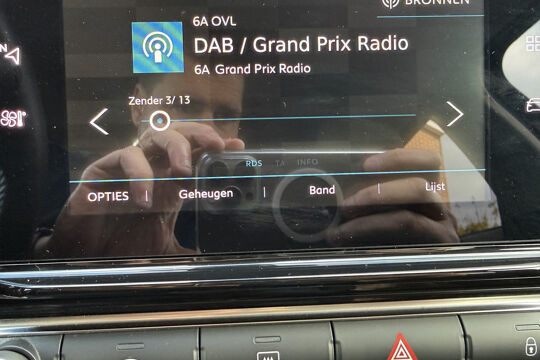 BRONNEN
6A OVL
DAB / Grand Prix Radio
6A Grand Prix Radio
Zender 3/ 13
RDS TA INFO
OPTIES | Geheugen | Band | Lijst